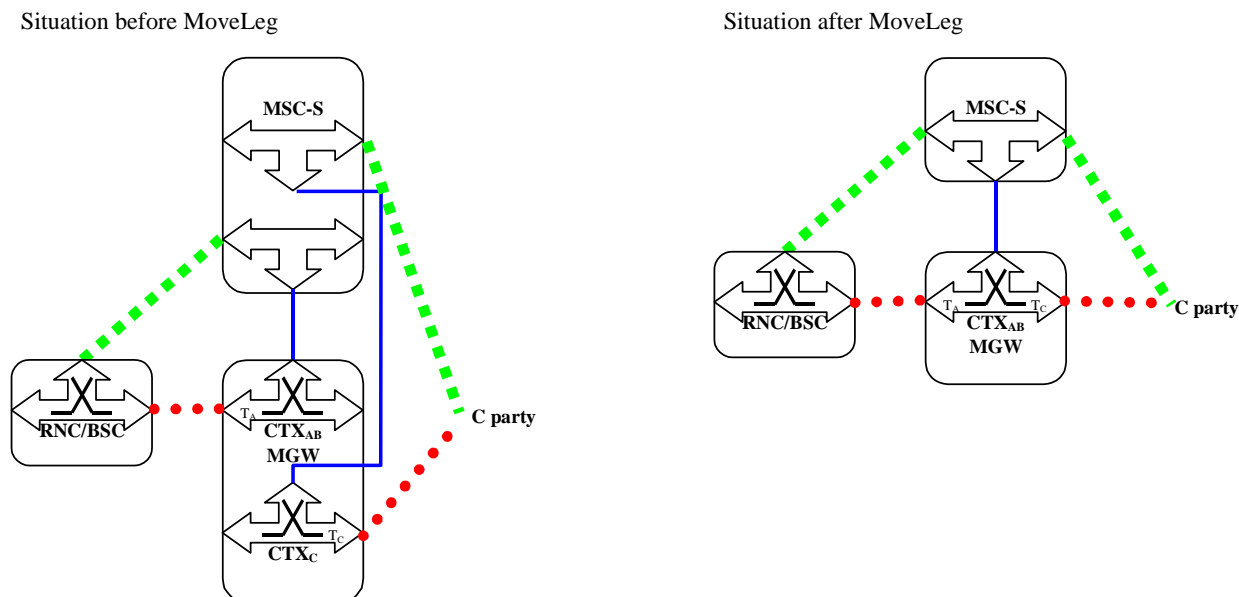 Situation before MoveLeg
MSC-S
RNC/BSC
T_A
CTX_AB
MGW
C party
T_C
CTX_C
Situation after MoveLeg
MSC-S
RNC/BSC
T_A T_C
CTX_AB
MGW
C party